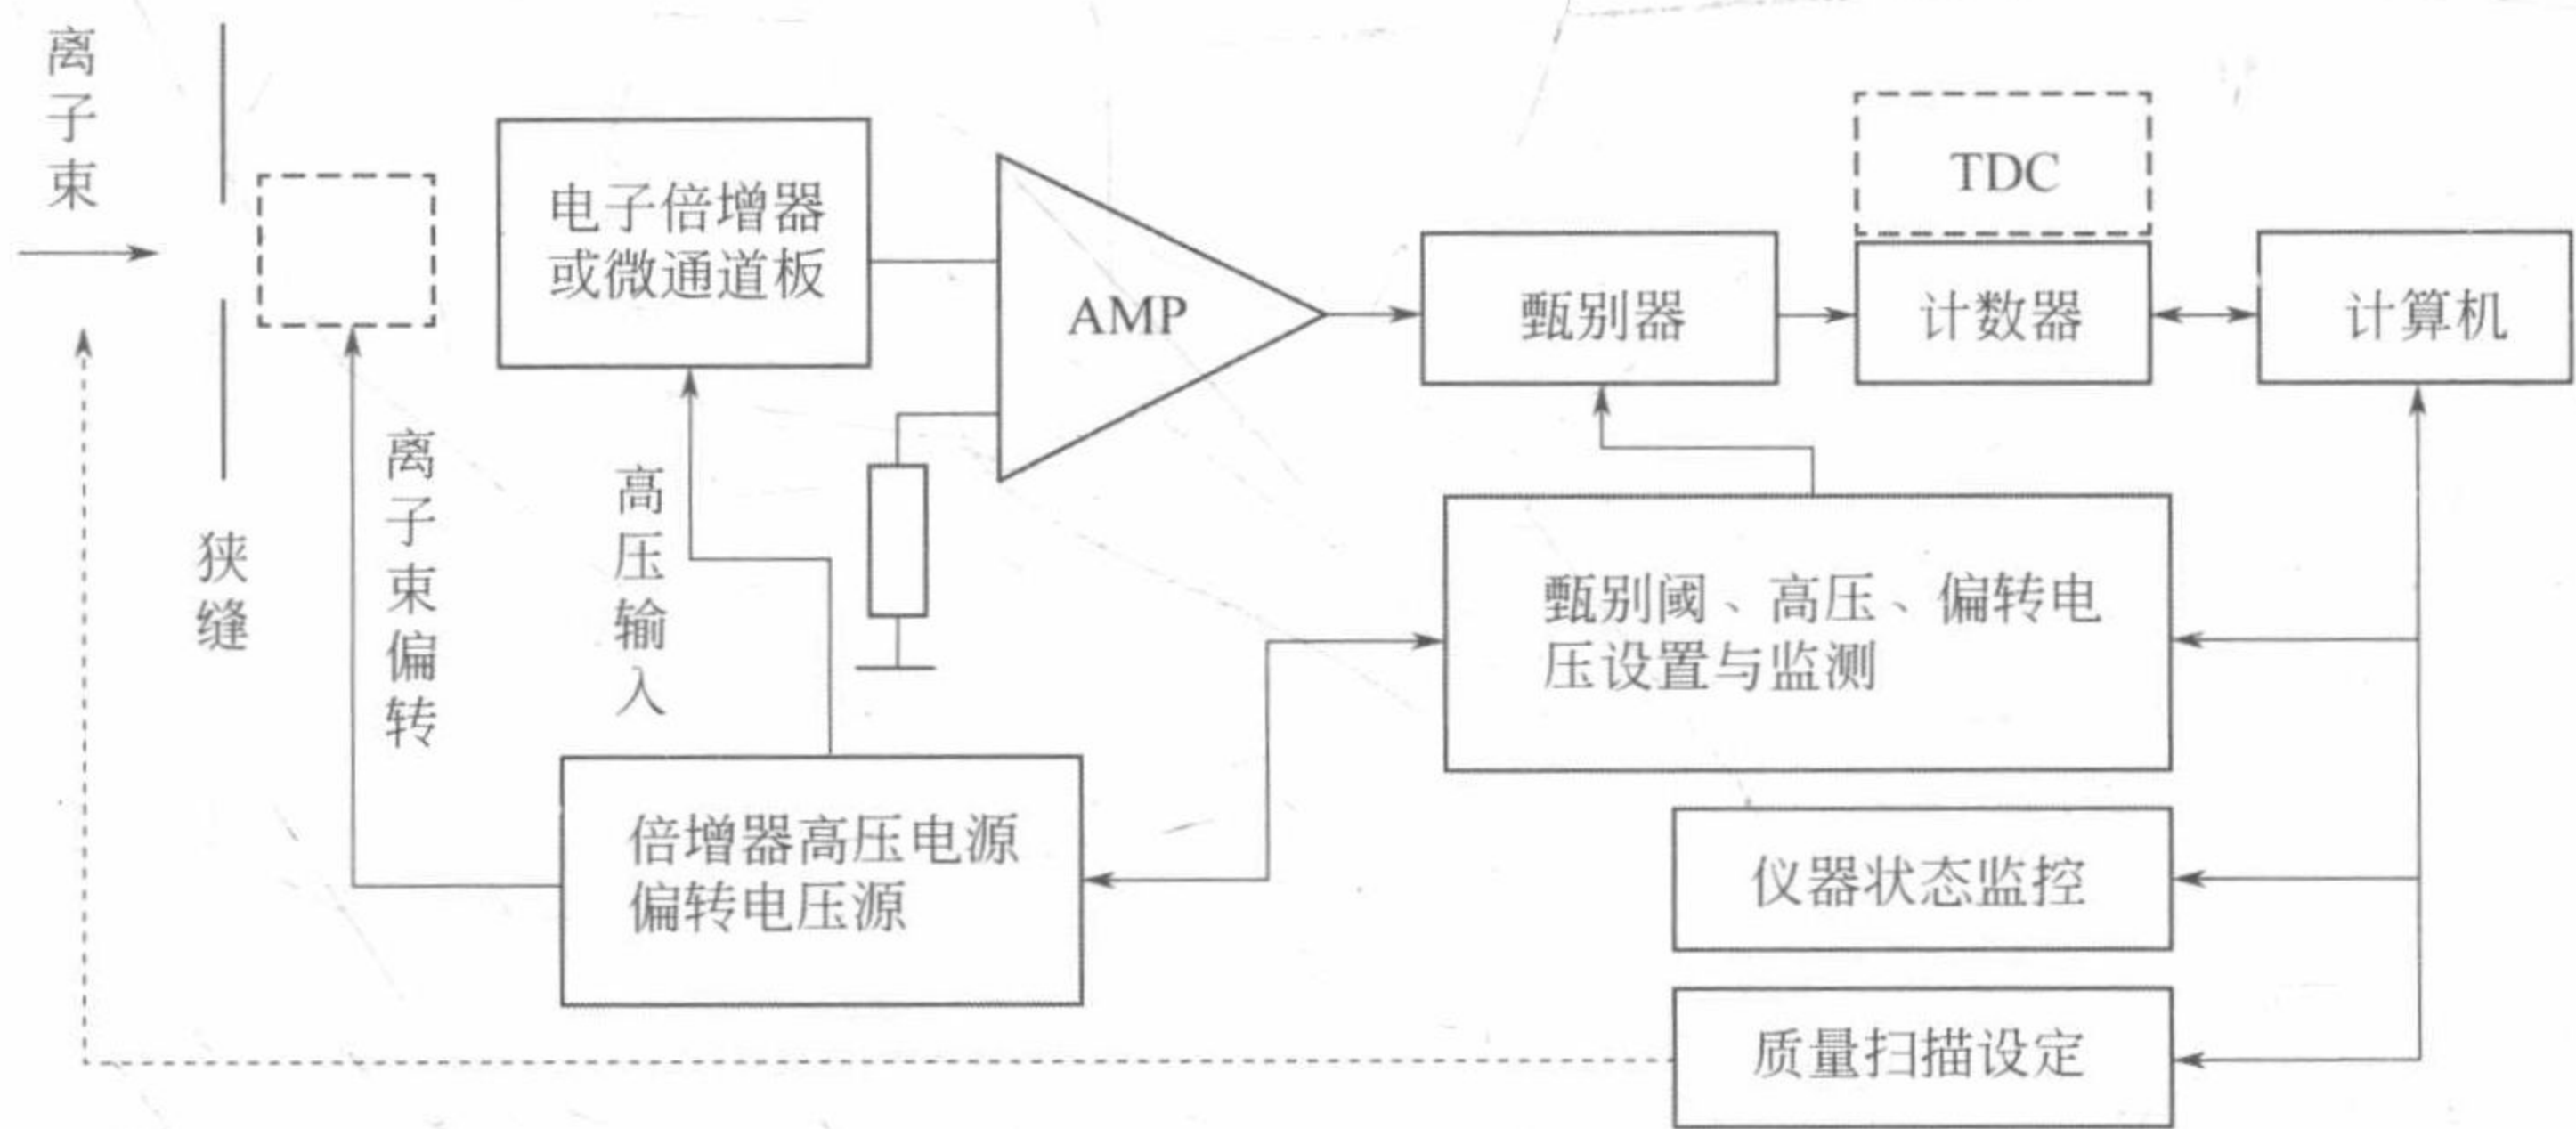 离子束
狭缝
离子束偏转
电子倍增器
或微通道板
高压输入
AMP
甄别器
TDC
计数器
计算机
甄别阈、高压、偏转电
压设置与监测
倍增器高压电源
偏转电压源
仪器状态监控
质量扫描设定